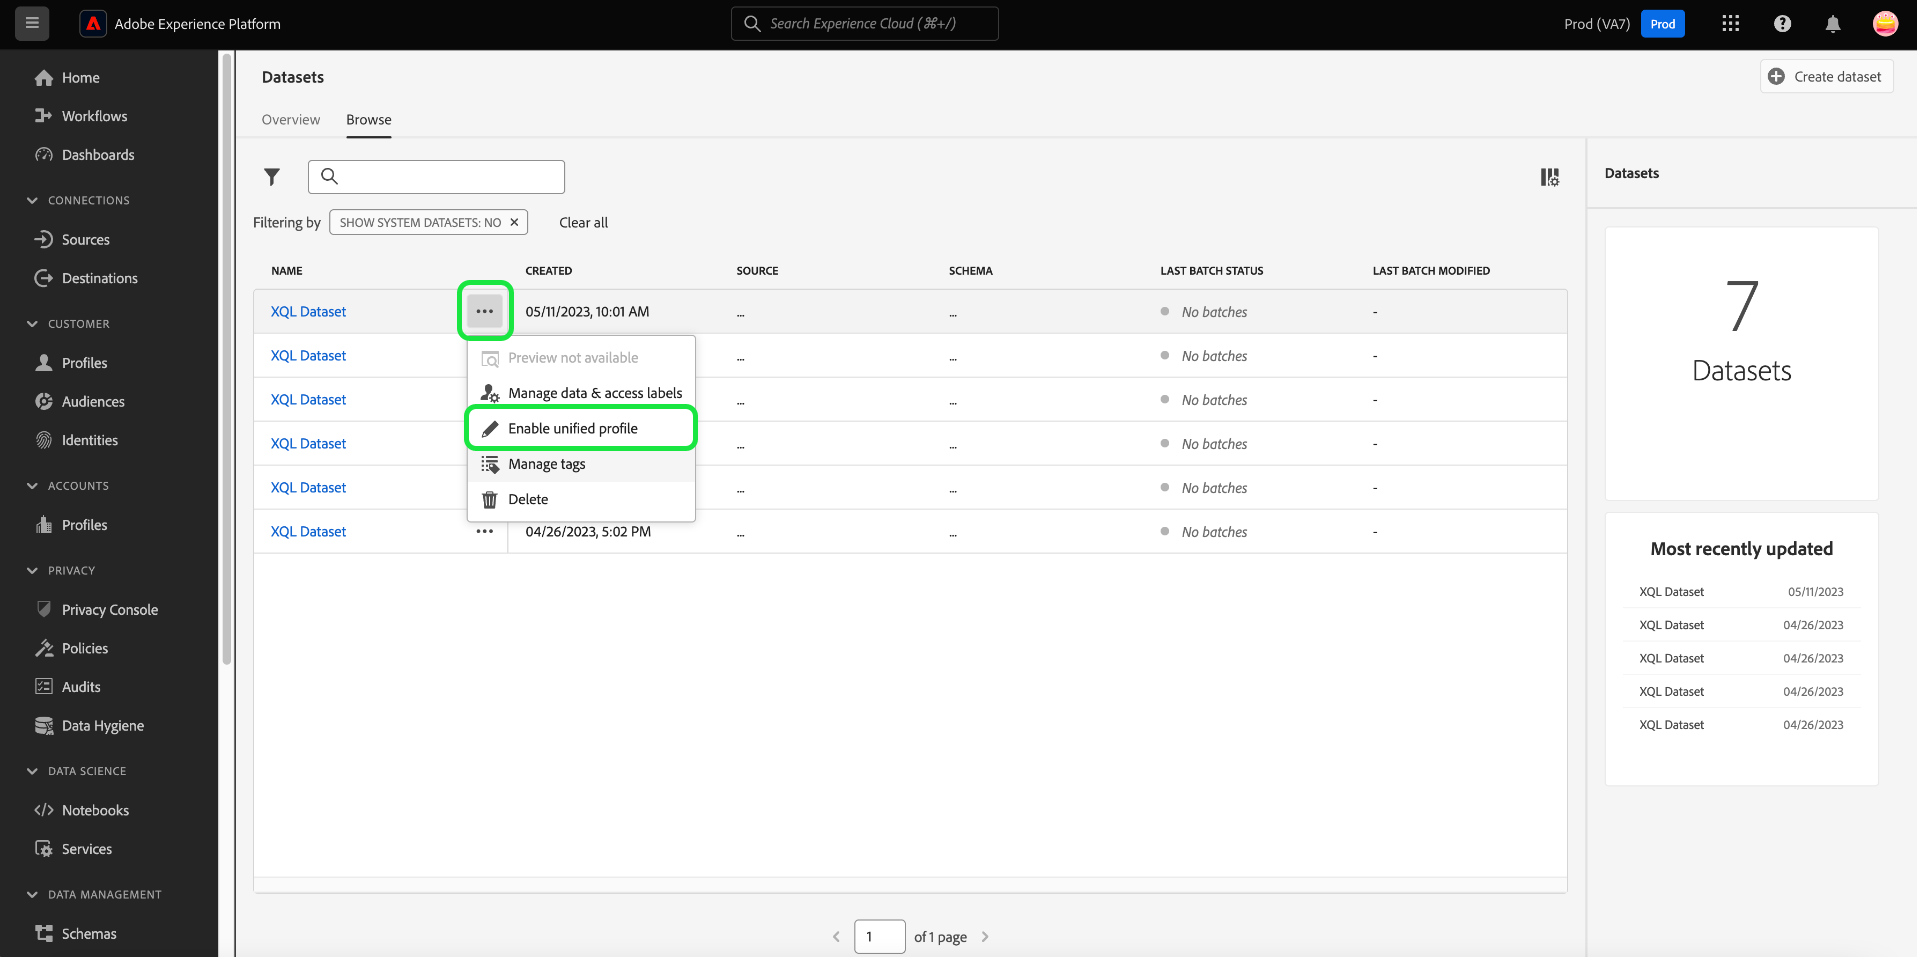 Adobe Experience Platform
Search Experience Cloud (⌘+/)
Prod (VA7)
Prod
Home
Workflows
Dashboards
CONNECTIONS
Sources
Destinations
CUSTOMER
Profiles
Audiences
Identities
ACCOUNTS
Profiles
PRIVACY
Privacy Console
Policies
Audits
Data Hygiene
DATA SCIENCE
Notebooks
Services
DATA MANAGEMENT
Schemas
Datasets
Create dataset
Overview Browse
Filtering by SHOW SYSTEM DATASETS: NO ✕ Clear all
NAME CREATED SOURCE SCHEMA LAST BATCH STATUS LAST BATCH MODIFIED
XQL Dataset ••• 05/11/2023, 10:01 AM ... ... No batches -
XQL Dataset ... ... No batches -
XQL Dataset ... ... No batches -
XQL Dataset ... ... No batches -
XQL Dataset ... ... No batches -
XQL Dataset ••• 04/26/2023, 5:02 PM ... ... No batches -
Preview not available
Manage data & access labels
Enable unified profile
Manage tags
Delete
1 of 1 page
Datasets
7
Datasets
Most recently updated
XQL Dataset 05/11/2023
XQL Dataset 04/26/2023
XQL Dataset 04/26/2023
XQL Dataset 04/26/2023
XQL Dataset 04/26/2023